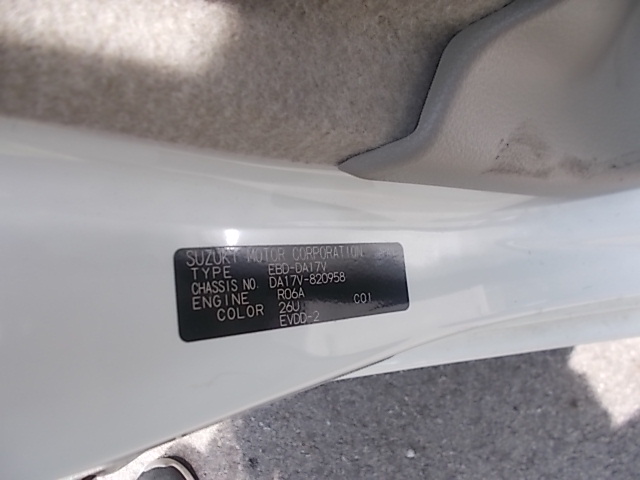 SUZUKI MOTOR CORPORATION
TYPE EBD-DA17V
CHASSIS NO. DA17V-820958
ENGINE R06A
COLOR 26U C01
EVDD-2